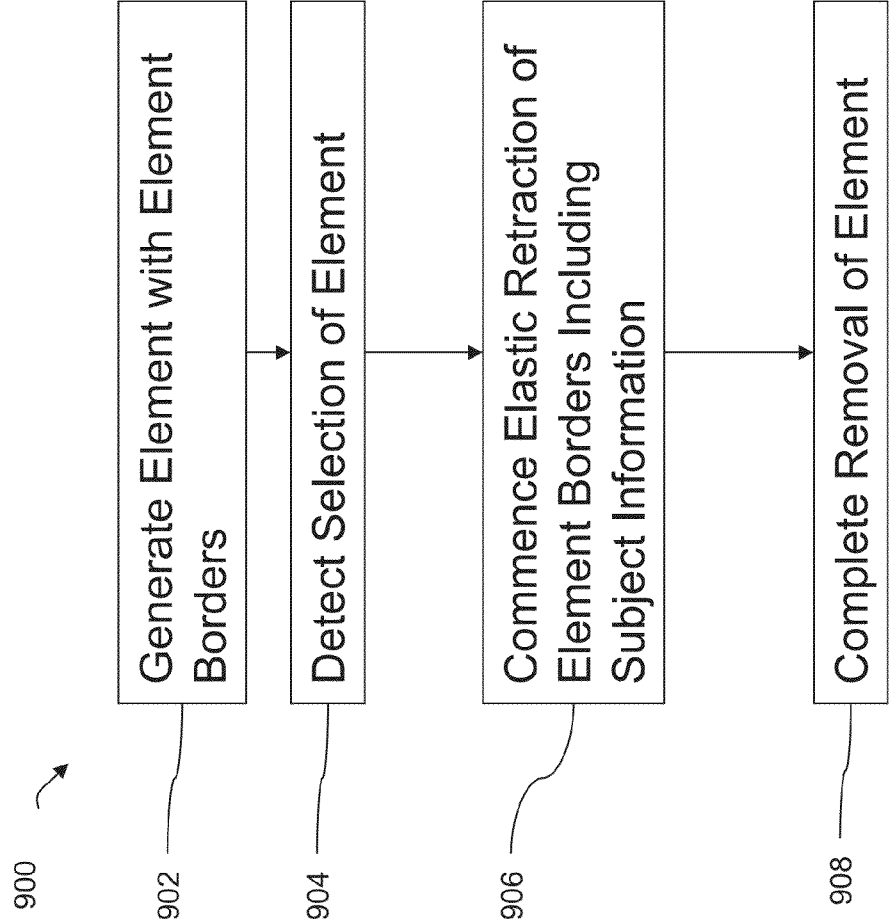 900
902
Generate Element with Element
Borders
904
Detect Selection of Element
906
Commence Elastic Retraction of
Element Borders Including
Subject Information
908
Complete Removal of Element